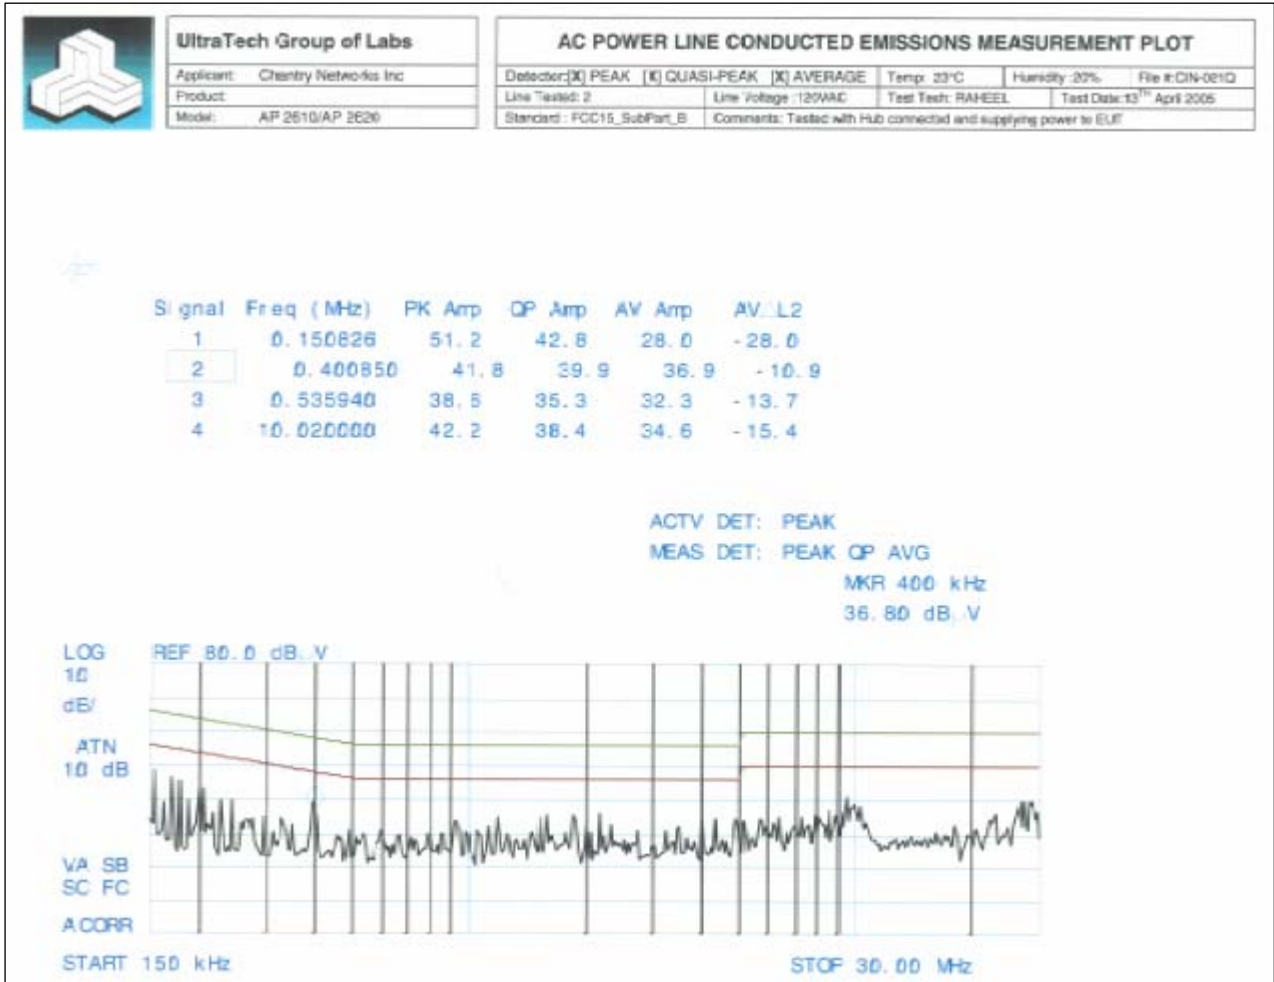 UltraTech Group of Labs
Applicant: Chantry Networks Inc
Product:
Model: AP 2610/AP 2620
AC POWER LINE CONDUCTED EMISSIONS MEASUREMENT PLOT
Detector:[X] PEAK [X] QUASI-PEAK [X] AVERAGE Temp: 23°C Humidity :20% File #:CIN-021Q
Line Tested: 2 Line Voltage :120VAC Test Tech: RAHEEL Test Date:13TH April 2005
Standard : FCC15_SubPart_B Comments: Tested with Hub connected and supplying power to EUT
Signal Freq (MHz) PK Amp QP Amp AV Amp AV L2
1 0.150826 51.2 42.8 28.0 -28.0
2 0.400850 41.8 39.9 36.9 -10.9
3 0.535940 38.6 35.3 32.3 -13.7
4 10.020000 42.2 38.4 34.6 -15.4
ACTV DET: PEAK
MEAS DET: PEAK QP AVG
MKR 400 kHz
36.80 dB V
LOG REF 80.0 dB V
10
dB/
ATN
10 dB
VA SB
SC FC
A CORR
START 150 kHz STOP 30.00 MHz